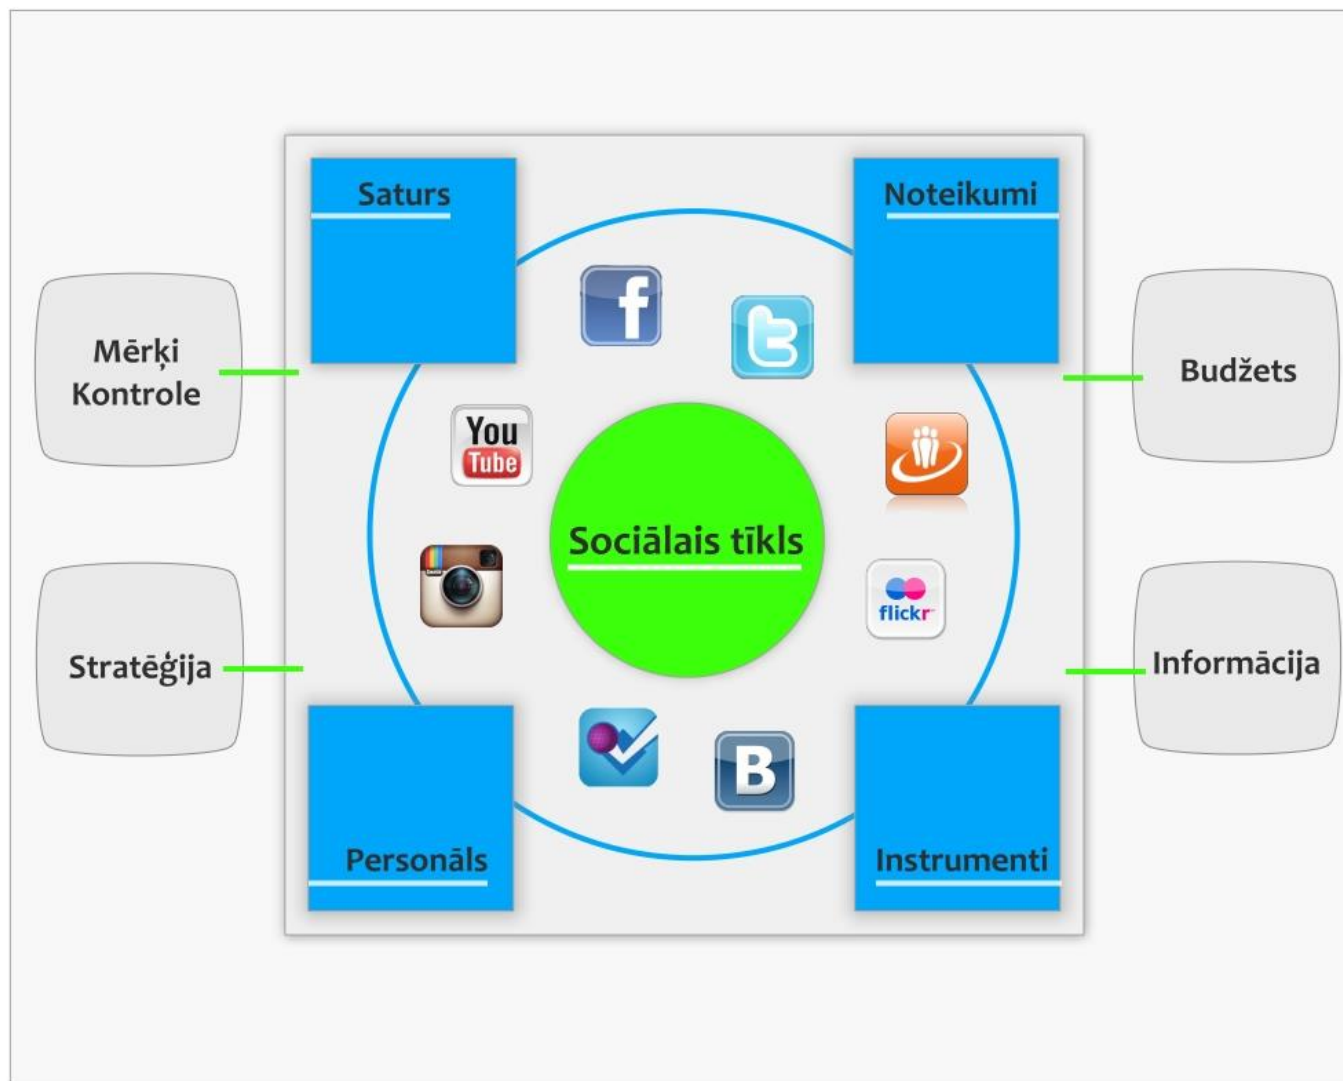 Saturs
Noteikumi
f
t
Mērķi
Kontrole
Budžets
You
Tube
Sociālais tīkls
flickr
Stratēģija
Informācija
B
Personāls
Instrumenti